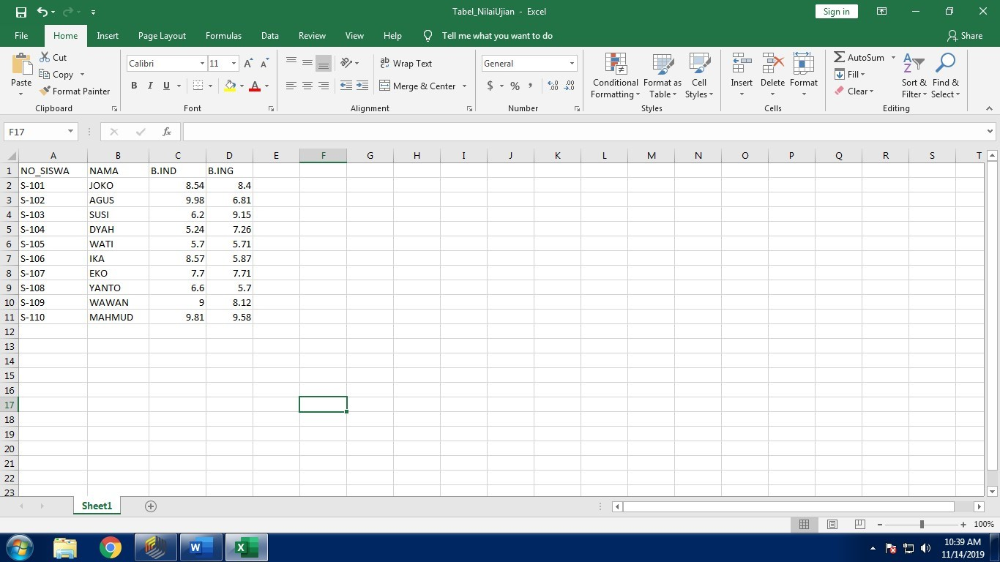 Tabel_NilaiUjian - Excel
Sign in
File Home Insert Page Layout Formulas Data Review View Help Tell me what you want to do Share
Paste
Cut
Copy
Format Painter
Clipboard
Calibri 11 A A
B I U A
Font
ab Wrap Text
Merge & Center
Alignment
General
$ % , .00 .0 .00
Number
Conditional Formatting
Format as Table
Cell Styles
Styles
Insert Delete Format
Cells
AutoSum
Fill
Clear
Sort & Filter
Find & Select
Editing
F17 fx
A B C D E F G H I J K L M N O P Q R S T
1 NO_SISWA NAMA B.IND B.ING
2 S-101 JOKO 8.54 8.4
3 S-102 AGUS 9.98 6.81
4 S-103 SUSI 6.2 9.15
5 S-104 DYAH 5.24 7.26
6 S-105 WATI 5.7 5.71
7 S-106 IKA 8.57 5.87
8 S-107 EKO 7.7 7.71
9 S-108 YANTO 6.6 5.7
10 S-109 WAWAN 9 8.12
11 S-110 MAHMUD 9.81 9.58
12
13
14
15
16
17
18
19
20
21
22
23
Sheet1
100%
10:39 AM
11/14/2019